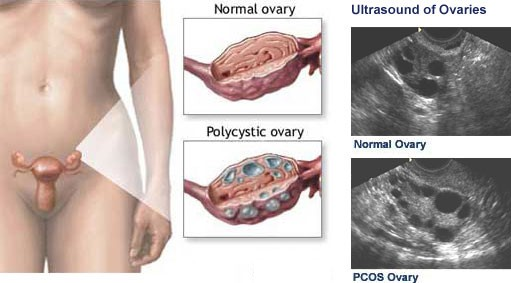 Normal ovary
Polycystic ovary
Ultrasound of Ovaries
Normal Ovary
PCOS Ovary